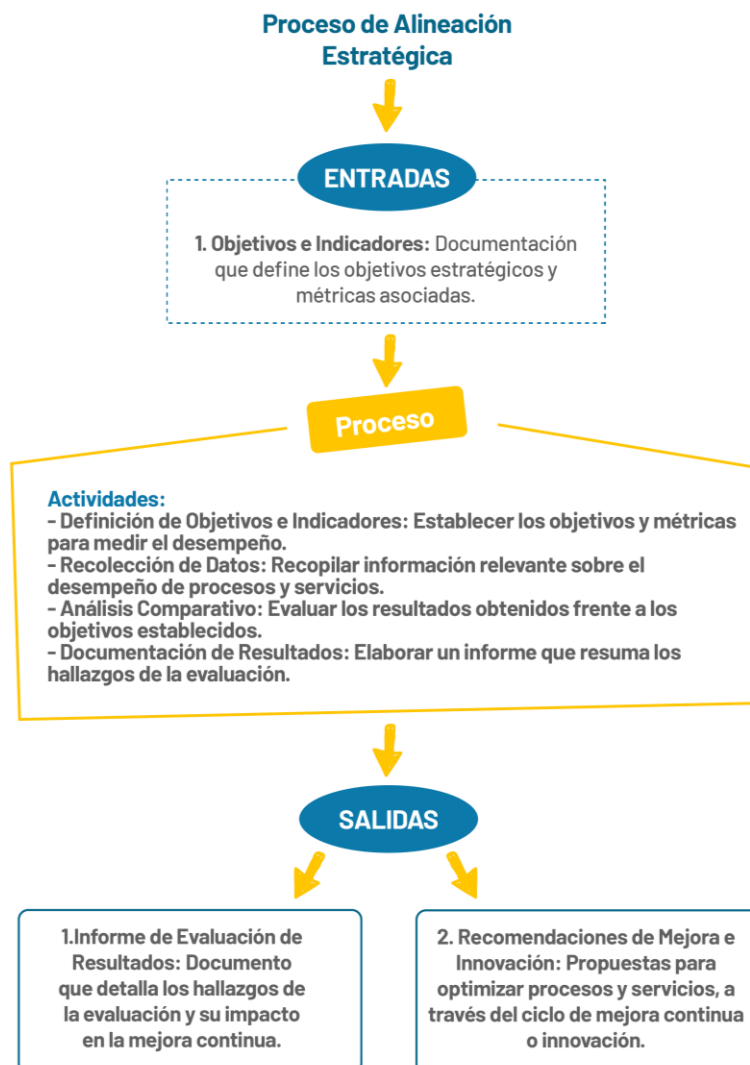 Proceso de Alineación
Estratégica
ENTRADAS
1. Objetivos e Indicadores: Documentación
que define los objetivos estratégicos y
métricas asociadas.
Proceso
Actividades:
- Definición de Objetivos e Indicadores: Establecer los objetivos y métricas
para medir el desempeño.
- Recolección de Datos: Recopilar información relevante sobre el
desempeño de procesos y servicios.
- Análisis Comparativo: Evaluar los resultados obtenidos frente a los
objetivos establecidos.
- Documentación de Resultados: Elaborar un informe que resuma los
hallazgos de la evaluación.
SALIDAS
1.Informe de Evaluación de
Resultados: Documento
que detalla los hallazgos de
la evaluación y su impacto
en la mejora continua.
2. Recomendaciones de Mejora e
Innovación: Propuestas para
optimizar procesos y servicios, a
través del ciclo de mejora continua
o innovación.